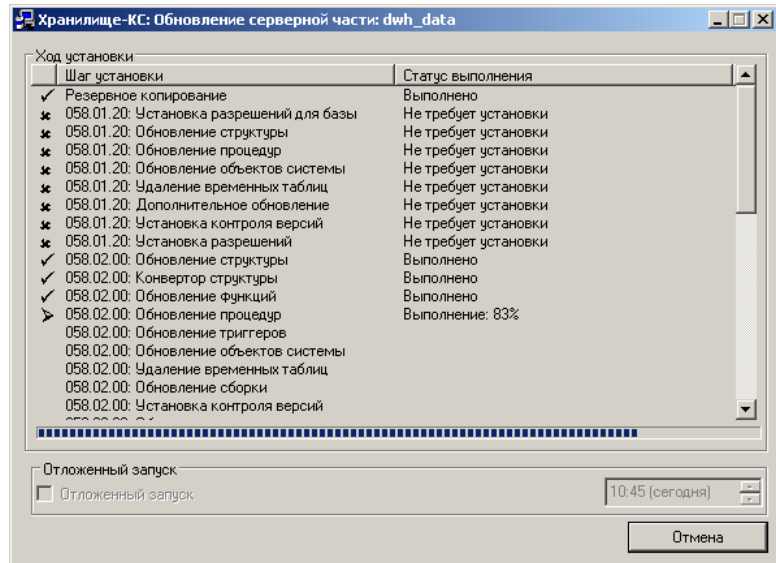 Хранилище-КС: Обновление серверной части: dwh_data
Ход установки
Шаг установки Статус выполнения
Резервное копирование Выполнено
058.01.20: Установка разрешений для базы Не требует установки
058.01.20: Обновление структуры Не требует установки
058.01.20: Обновление процедур Не требует установки
058.01.20: Обновление объектов системы Не требует установки
058.01.20: Удаление временных таблиц Не требует установки
058.01.20: Дополнительное обновление Не требует установки
058.01.20: Установка контроля версий Не требует установки
058.01.20: Установка разрешений Не требует установки
058.02.00: Обновление структуры Выполнено
058.02.00: Конвертор структуры Выполнено
058.02.00: Обновление функций Выполнено
058.02.00: Обновление процедур Выполнение: 83%
058.02.00: Обновление триггеров
058.02.00: Обновление объектов системы
058.02.00: Удаление временных таблиц
058.02.00: Обновление сборки
058.02.00: Установка контроля версий
Отложенный запуск
Отложенный запуск 10:45 (сегодня)
Отмена